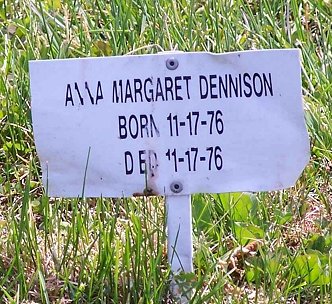 ANNA MARGARET DENNISON
BORN 11-17-76
DIED 11-17-76